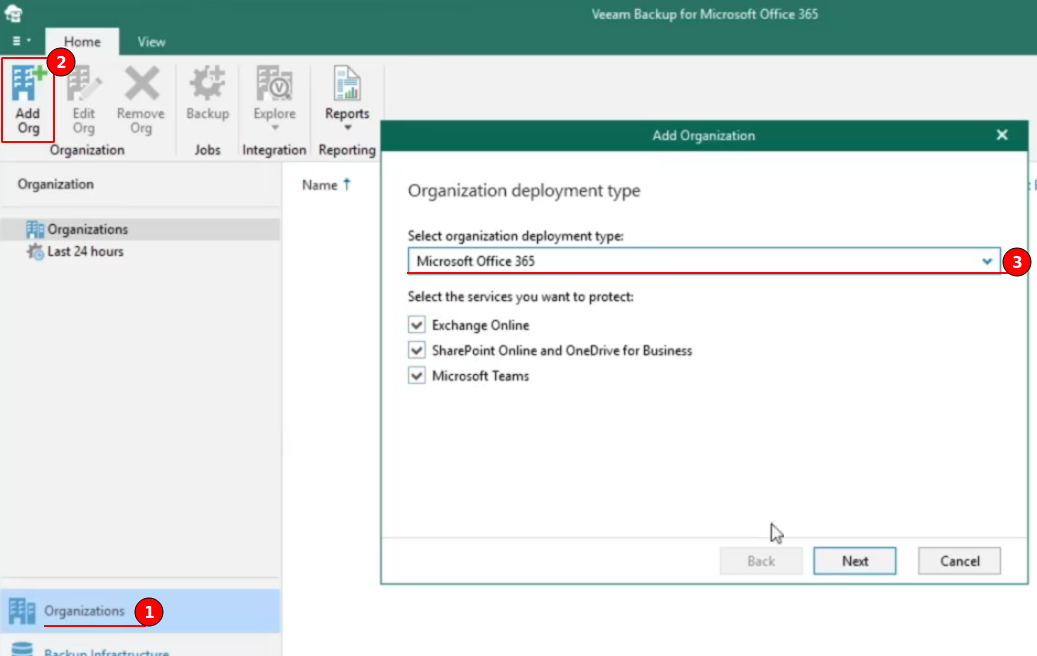 Veeam Backup for Microsoft Office 365
Home View
2
Add Org
Edit Org
Remove Org
Backup
Explore
Reports
Organization Jobs Integration Reporting
Organization
Name ↑
Organizations
Last 24 hours
Add Organization
Organization deployment type
Select organization deployment type:
Microsoft Office 365
3
Select the services you want to protect:
Exchange Online
SharePoint Online and OneDrive for Business
Microsoft Teams
Back Next Cancel
Organizations 1
Backup Infrastructure